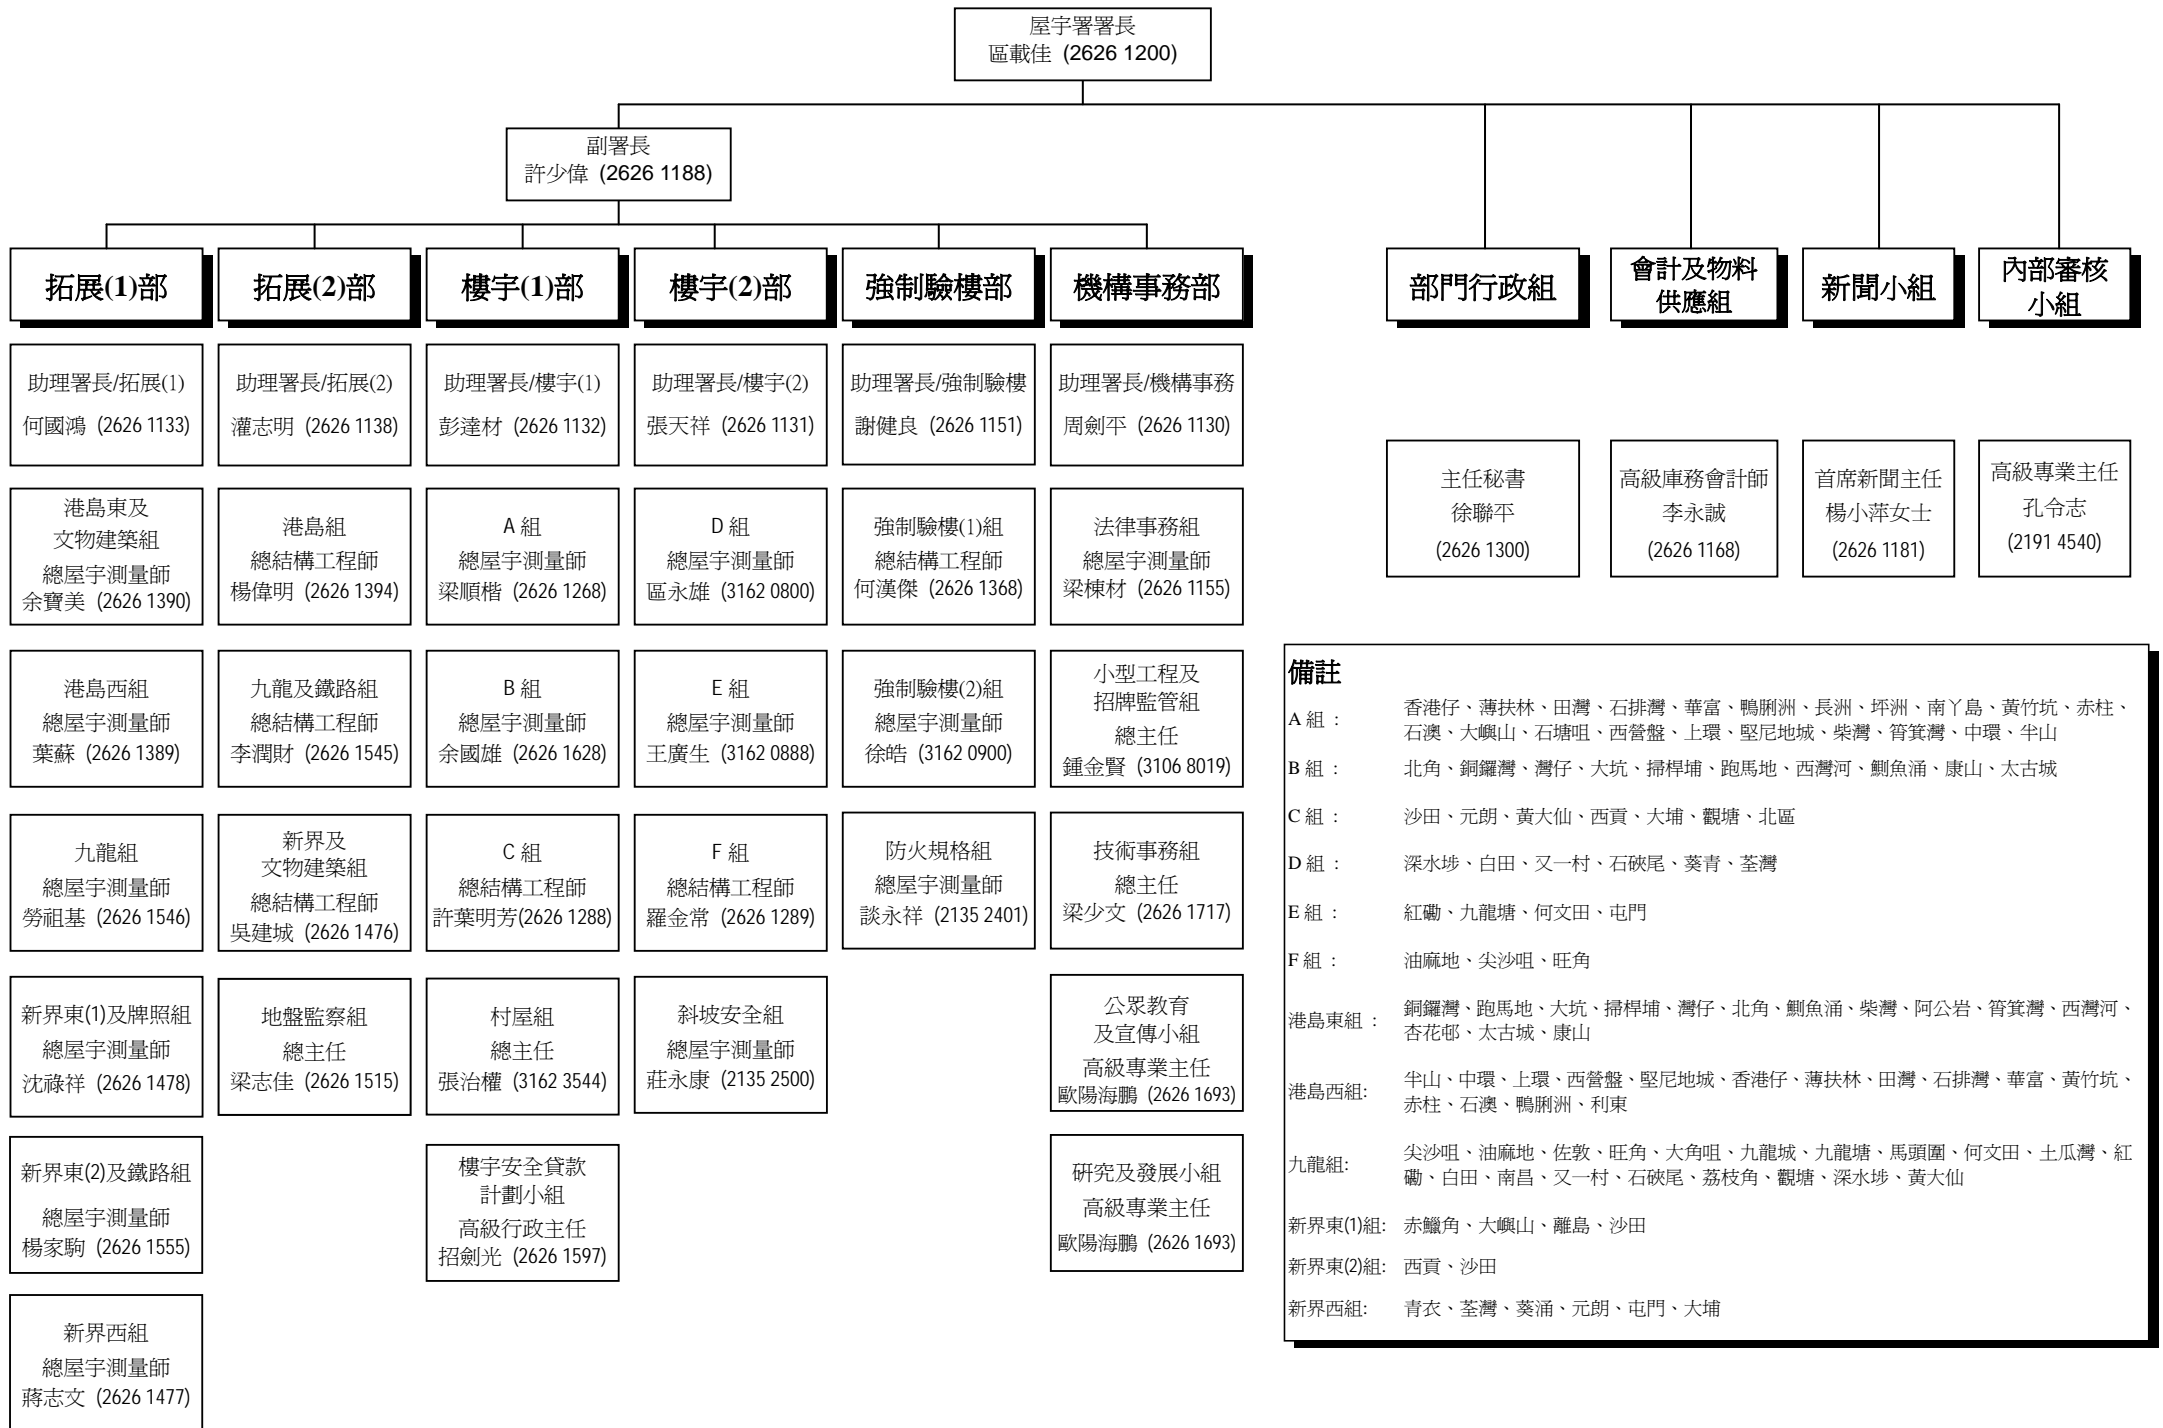 屋宇署署長
區載佳 (2626 1200)
副署長
許少偉 (2626 1188)
拓展(1)部
拓展(2)部
樓宇(1)部
樓宇(2)部
強制驗樓部
機構事務部
部門行政組
會計及物料
供應組
新聞小組
內部審核
小組
助理署長/拓展(1)
何國鴻 (2626 1133)
助理署長/拓展(2)
灌志明 (2626 1138)
助理署長/樓宇(1)
彭達材 (2626 1132)
助理署長/樓宇(2)
張天祥 (2626 1131)
助理署長/強制驗樓
謝健良 (2626 1151)
助理署長/機構事務
周劍平 (2626 1130)
主任秘書
徐聯平
(2626 1300)
高級庫務會計師
李永誠
(2626 1168)
首席新聞主任
楊小萍女士
(2626 1181)
高級專業主任
孔令志
(2191 4540)
港島東及
文物建築組
總屋宇測量師
余寶美 (2626 1390)
港島組
總結構工程師
楊偉明 (2626 1394)
A 組
總屋宇測量師
梁順楷 (2626 1268)
D 組
總屋宇測量師
區永雄 (3162 0800)
強制驗樓(1)組
總結構工程師
何漢傑 (2626 1368)
法律事務組
總屋宇測量師
梁棟材 (2626 1155)
港島西組
總屋宇測量師
葉蘇 (2626 1389)
九龍及鐵路組
總結構工程師
李潤財 (2626 1545)
B 組
總屋宇測量師
余國雄 (2626 1628)
E 組
總屋宇測量師
王廣生 (3162 0888)
強制驗樓(2)組
總屋宇測量師
徐皓 (3162 0900)
小型工程及
招牌監管組
總主任
鍾金賢 (3106 8019)
九龍組
總屋宇測量師
勞祖基 (2626 1546)
新界及
文物建築組
總結構工程師
吳建城 (2626 1476)
C 組
總結構工程師
許葉明芳(2626 1288)
F 組
總結構工程師
羅金常 (2626 1289)
防火規格組
總屋宇測量師
談永祥 (2135 2401)
技術事務組
總主任
梁少文 (2626 1717)
新界東(1)及牌照組
總屋宇測量師
沈祿祥 (2626 1478)
地盤監察組
總主任
梁志佳 (2626 1515)
村屋組
總主任
張治權 (3162 3544)
斜坡安全組
總屋宇測量師
莊永康 (2135 2500)
公眾教育
及宣傳小組
高級專業主任
歐陽海鵬 (2626 1693)
新界東(2)及鐵路組
總屋宇測量師
楊家駒 (2626 1555)
樓宇安全貸款
計劃小組
高級行政主任
招劍光 (2626 1597)
研究及發展小組
高級專業主任
歐陽海鵬 (2626 1693)
新界西組
總屋宇測量師
蔣志文 (2626 1477)
備註
A 組 : 香港仔、薄扶林、田灣、石排灣、華富、鴨脷洲、長洲、坪洲、南丫島、黃竹坑、赤柱、
石澳、大嶼山、石塘咀、西營盤、上環、堅尼地城、柴灣、筲箕灣、中環、半山
B 組 : 北角、銅鑼灣、灣仔、大坑、掃桿埔、跑馬地、西灣河、鰂魚涌、康山、太古城
C 組 : 沙田、元朗、黃大仙、西貢、大埔、觀塘、北區
D 組 : 深水埗、白田、又一村、石硤尾、葵青、荃灣
E 組 : 紅磡、九龍塘、何文田、屯門
F 組 : 油麻地、尖沙咀、旺角
港島東組 : 銅鑼灣、跑馬地、大坑、掃桿埔、灣仔、北角、鰂魚涌、柴灣、阿公岩、筲箕灣、西灣河、
杏花邨、太古城、康山
港島西組: 半山、中環、上環、西營盤、堅尼地城、香港仔、薄扶林、田灣、石排灣、華富、黃竹坑、
赤柱、石澳、鴨脷洲、利東
九龍組: 尖沙咀、油麻地、佐敦、旺角、大角咀、九龍城、九龍塘、馬頭圍、何文田、土瓜灣、紅
磡、白田、南昌、又一村、石硤尾、荔枝角、觀塘、深水埗、黃大仙
新界東(1)組: 赤鱲角、大嶼山、離島、沙田
新界東(2)組: 西貢、沙田
新界西組: 青衣、荃灣、葵涌、元朗、屯門、大埔